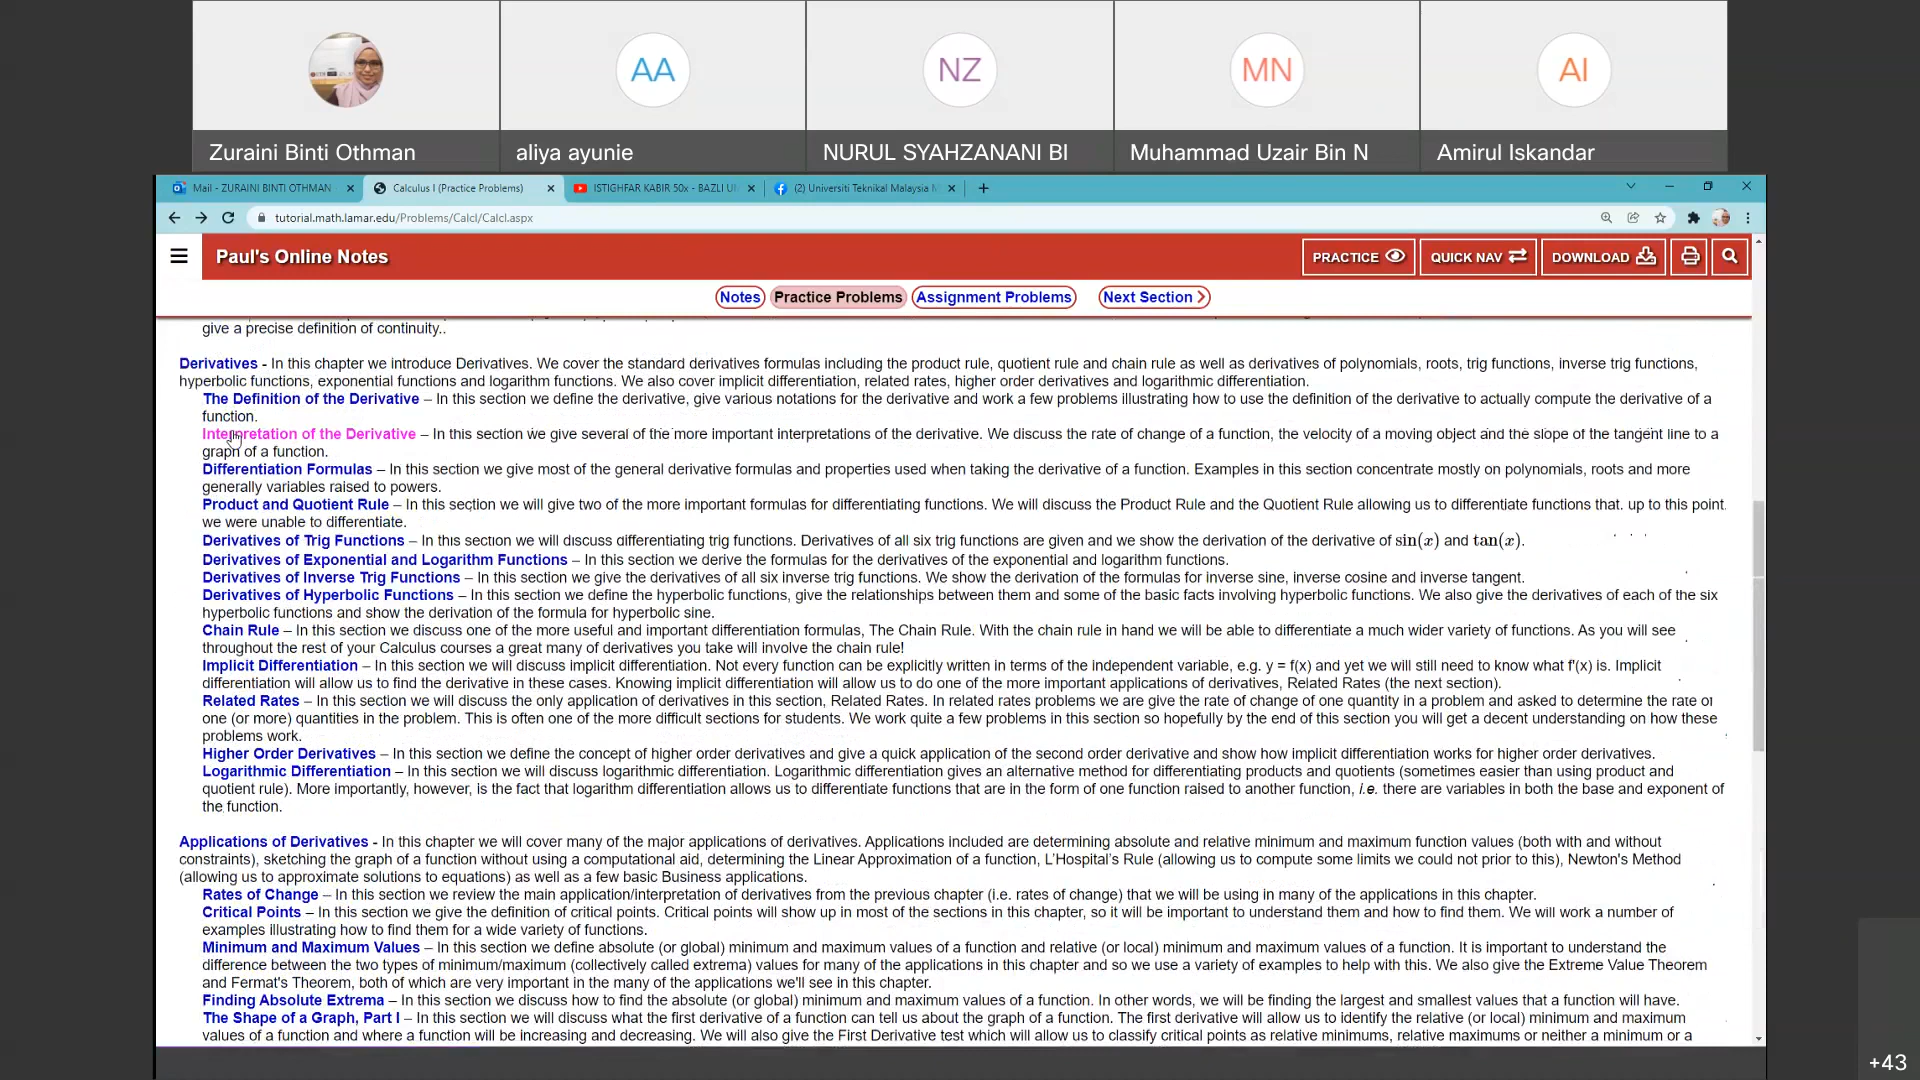 AA
NZ
MN
AI
Zuraini Binti Othman
aliya ayunie
NURUL SYAHZANANI BI
Muhammad Uzair Bin N
Amirul Iskandar
Mail - ZURAINI BINTI OTHMAN
Calculus I (Practice Problems)
ISTIGHFAR KABIR 50x - BAZLI U
(2) Universiti Teknikal Malaysia M
tutorial.math.lamar.edu/Problems/CalcI/CalcI.aspx
Paul's Online Notes
PRACTICE
QUICK NAV
DOWNLOAD
Notes
Practice Problems
Assignment Problems
Next Section
give a precise definition of continuity..
Derivatives - In this chapter we introduce Derivatives. We cover the standard derivatives formulas including the product rule, quotient rule and chain rule as well as derivatives of polynomials, roots, trig functions, inverse trig functions,
hyperbolic functions, exponential functions and logarithm functions. We also cover implicit differentiation, related rates, higher order derivatives and logarithmic differentiation.
The Definition of the Derivative – In this section we define the derivative, give various notations for the derivative and work a few problems illustrating how to use the definition of the derivative to actually compute the derivative of a
function.
Interpretation of the Derivative – In this section we give several of the more important interpretations of the derivative. We discuss the rate of change of a function, the velocity of a moving object and the slope of the tangent line to a
graph of a function.
Differentiation Formulas – In this section we give most of the general derivative formulas and properties used when taking the derivative of a function. Examples in this section concentrate mostly on polynomials, roots and more
generally variables raised to powers.
Product and Quotient Rule – In this section we will give two of the more important formulas for differentiating functions. We will discuss the Product Rule and the Quotient Rule allowing us to differentiate functions that, up to this point,
we were unable to differentiate.
Derivatives of Trig Functions – In this section we will discuss differentiating trig functions. Derivatives of all six trig functions are given and we show the derivation of the derivative of sin(x) and tan(x).
Derivatives of Exponential and Logarithm Functions – In this section we derive the formulas for the derivatives of the exponential and logarithm functions.
Derivatives of Inverse Trig Functions – In this section we give the derivatives of all six inverse trig functions. We show the derivation of the formulas for inverse sine, inverse cosine and inverse tangent.
Derivatives of Hyperbolic Functions – In this section we define the hyperbolic functions, give the relationships between them and some of the basic facts involving hyperbolic functions. We also give the derivatives of each of the six
hyperbolic functions and show the derivation of the formula for hyperbolic sine.
Chain Rule – In this section we discuss one of the more useful and important differentiation formulas, The Chain Rule. With the chain rule in hand we will be able to differentiate a much wider variety of functions. As you will see
throughout the rest of your Calculus courses a great many of derivatives you take will involve the chain rule!
Implicit Differentiation – In this section we will discuss implicit differentiation. Not every function can be explicitly written in terms of the independent variable, e.g. y = f(x) and yet we will still need to know what f'(x) is. Implicit
differentiation will allow us to find the derivative in these cases. Knowing implicit differentiation will allow us to do one of the more important applications of derivatives, Related Rates (the next section).
Related Rates – In this section we will discuss the only application of derivatives in this section, Related Rates. In related rates problems we are give the rate of change of one quantity in a problem and asked to determine the rate of
one (or more) quantities in the problem. This is often one of the more difficult sections for students. We work quite a few problems in this section so hopefully by the end of this section you will get a decent understanding on how these
problems work.
Higher Order Derivatives – In this section we define the concept of higher order derivatives and give a quick application of the second order derivative and show how implicit differentiation works for higher order derivatives.
Logarithmic Differentiation – In this section we will discuss logarithmic differentiation. Logarithmic differentiation gives an alternative method for differentiating products and quotients (sometimes easier than using product and
quotient rule). More importantly, however, is the fact that logarithm differentiation allows us to differentiate functions that are in the form of one function raised to another function, i.e. there are variables in both the base and exponent of
the function.
Applications of Derivatives - In this chapter we will cover many of the major applications of derivatives. Applications included are determining absolute and relative minimum and maximum function values (both with and without
constraints), sketching the graph of a function without using a computational aid, determining the Linear Approximation of a function, L'Hospital's Rule (allowing us to compute some limits we could not prior to this), Newton's Method
(allowing us to approximate solutions to equations) as well as a few basic Business applications.
Rates of Change – In this section we review the main application/interpretation of derivatives from the previous chapter (i.e. rates of change) that we will be using in many of the applications in this chapter.
Critical Points – In this section we give the definition of critical points. Critical points will show up in most of the sections in this chapter, so it will be important to understand them and how to find them. We will work a number of
examples illustrating how to find them for a wide variety of functions.
Minimum and Maximum Values – In this section we define absolute (or global) minimum and maximum values of a function and relative (or local) minimum and maximum values of a function. It is important to understand the
difference between the two types of minimum/maximum (collectively called extrema) values for many of the applications in this chapter and so we use a variety of examples to help with this. We also give the Extreme Value Theorem
and Fermat's Theorem, both of which are very important in the many of the applications we'll see in this chapter.
Finding Absolute Extrema – In this section we discuss how to find the absolute (or global) minimum and maximum values of a function. In other words, we will be finding the largest and smallest values that a function will have.
The Shape of a Graph, Part I – In this section we will discuss what the first derivative of a function can tell us about the graph of a function. The first derivative will allow us to identify the relative (or local) minimum and maximum
values of a function and where a function will be increasing and decreasing. We will also give the First Derivative test which will allow us to classify critical points as relative minimums, relative maximums or neither a minimum or a
+43